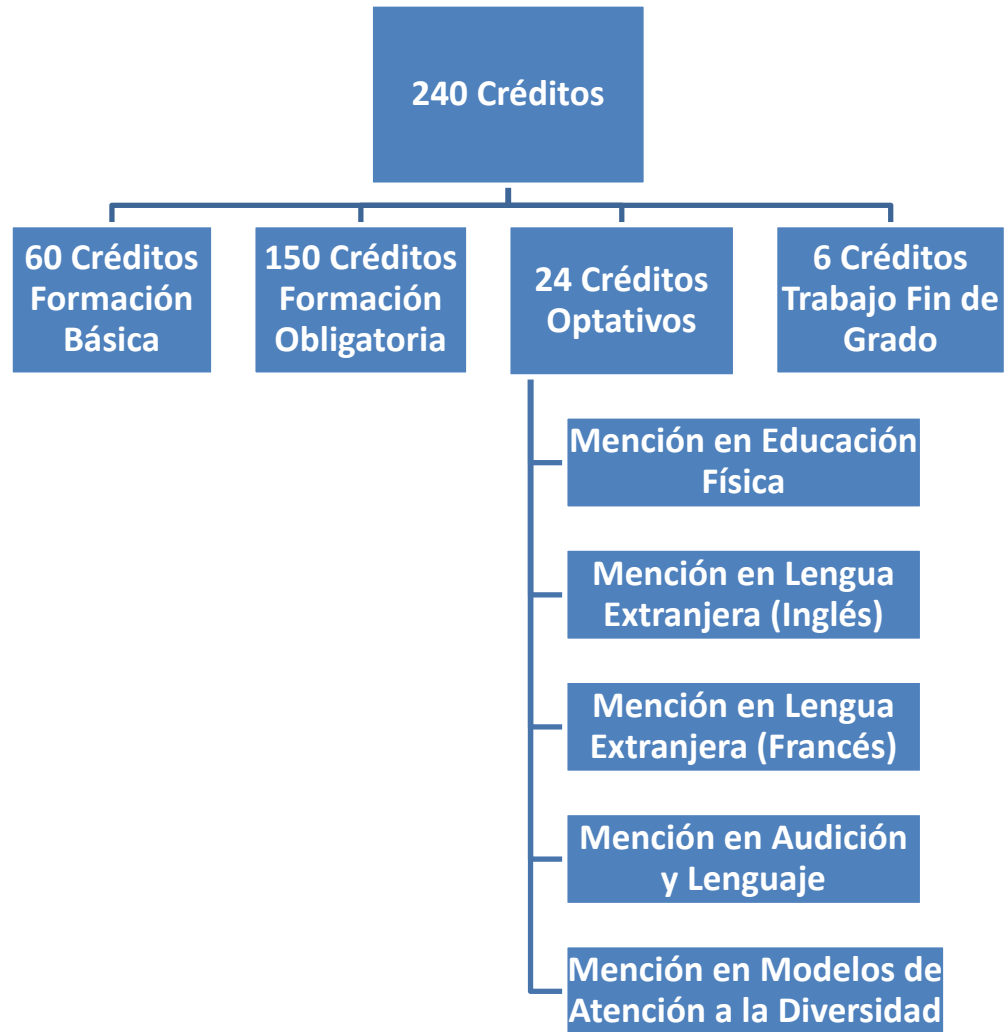 240 Créditos
60 Créditos
Formación
Básica
150 Créditos
Formación
Obligatoria
24 Créditos
Optativos
6 Créditos
Trabajo Fin de
Grado
Mención en Educación
Física
Mención en Lengua
Extranjera (Inglés)
Mención en Lengua
Extranjera (Francés)
Mención en Audición
y Lenguaje
Mención en Modelos de
Atención a la Diversidad